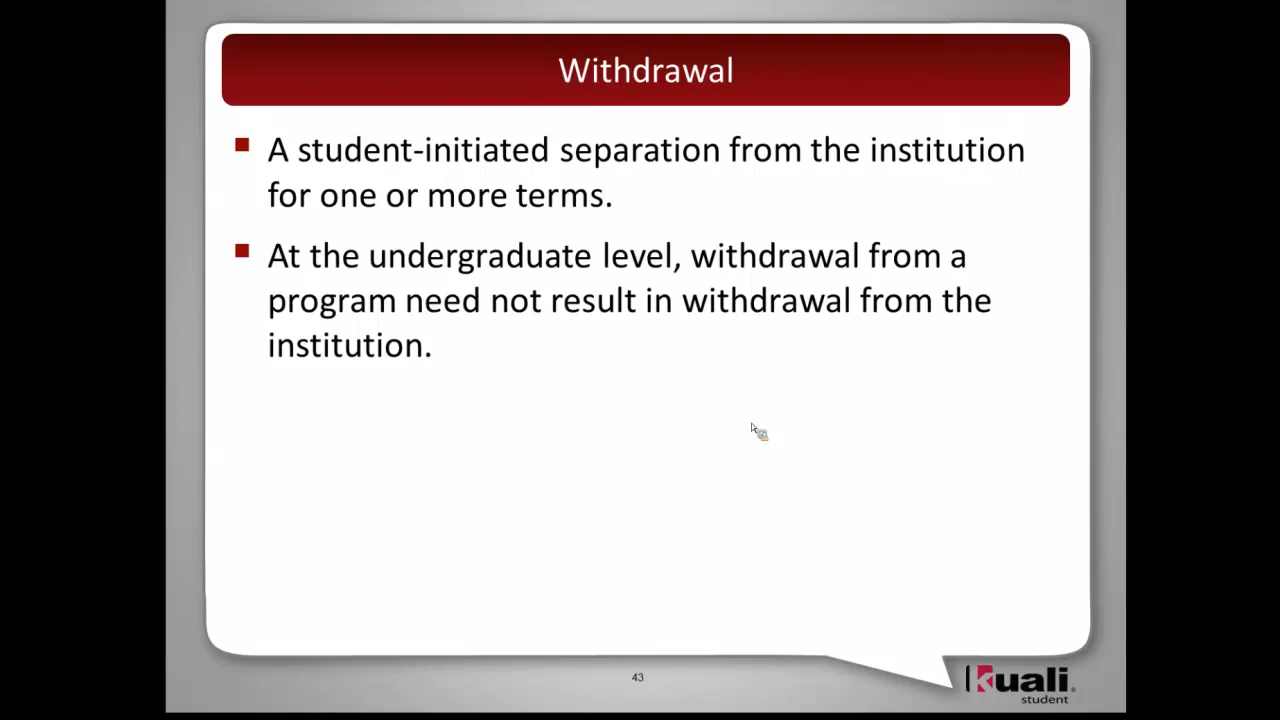 Withdrawal
A student-initiated separation from the institution
for one or more terms.
At the undergraduate level, withdrawal from a
program need not result in withdrawal from the
institution.
43
kuali
student